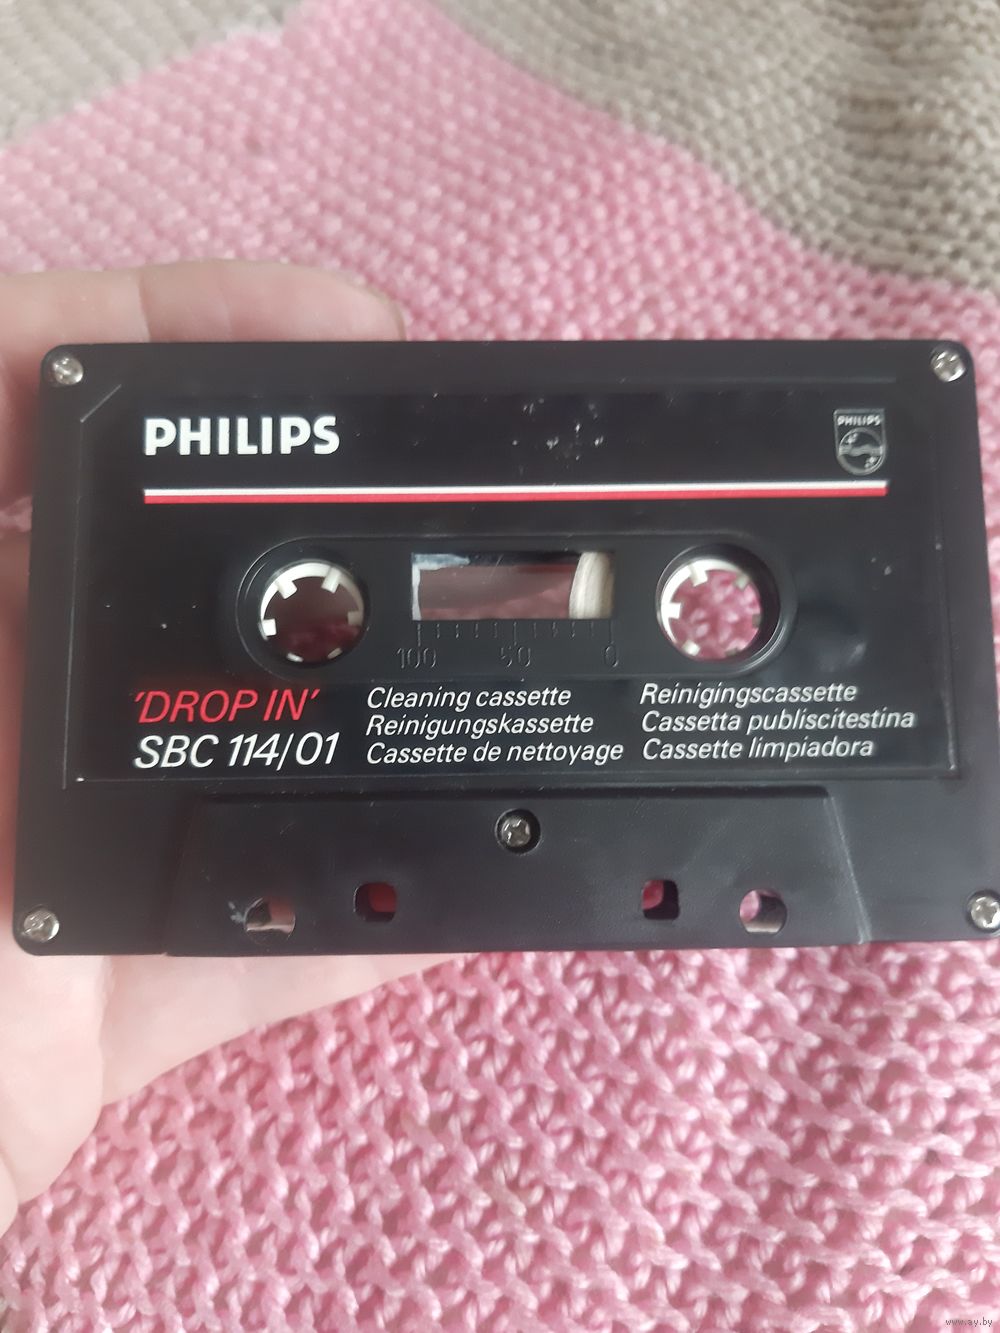 PHILIPS
PHILIPS
100 50 0
'DROP IN'
SBC 114/01
Cleaning cassette
Reinigungskassette
Cassette de nettoyage
Reinigingscassette
Cassetta publiscitestina
Cassette limpiadora
www.ay.by